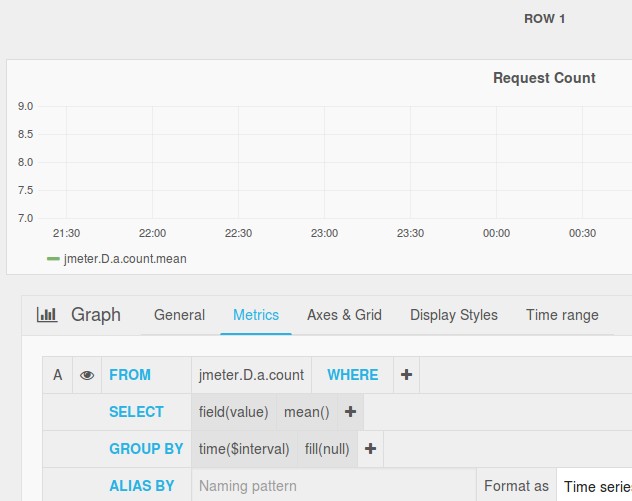 ROW 1
Request Count
9.0
8.5
8.0
7.5
7.0
21:30 22:00 22:30 23:00 23:30 00:00 00:30
jmeter.D.a.count.mean
Graph General Metrics Axes & Grid Display Styles Time range
A FROM jmeter.D.a.count WHERE +
SELECT field(value) mean() +
GROUP BY time($interval) fill(null) +
ALIAS BY Naming pattern Format as Time serie